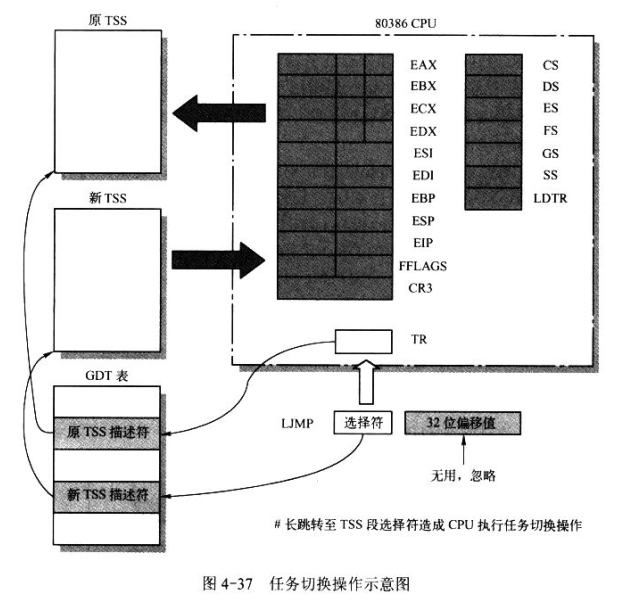 原 TSS
80386 CPU
EAX
EBX
ECX
EDX
ESI
EDI
EBP
ESP
EIP
FFLAGS
CR3
CS
DS
ES
FS
GS
SS
LDTR
新 TSS
TR
GDT 表
原 TSS 描述符
新 TSS 描述符
LJMP 选择符 32 位偏移值
无用，忽略
# 长跳转至 TSS 段选择符造成 CPU 执行任务切换操作
图 4-37 任务切换操作示意图